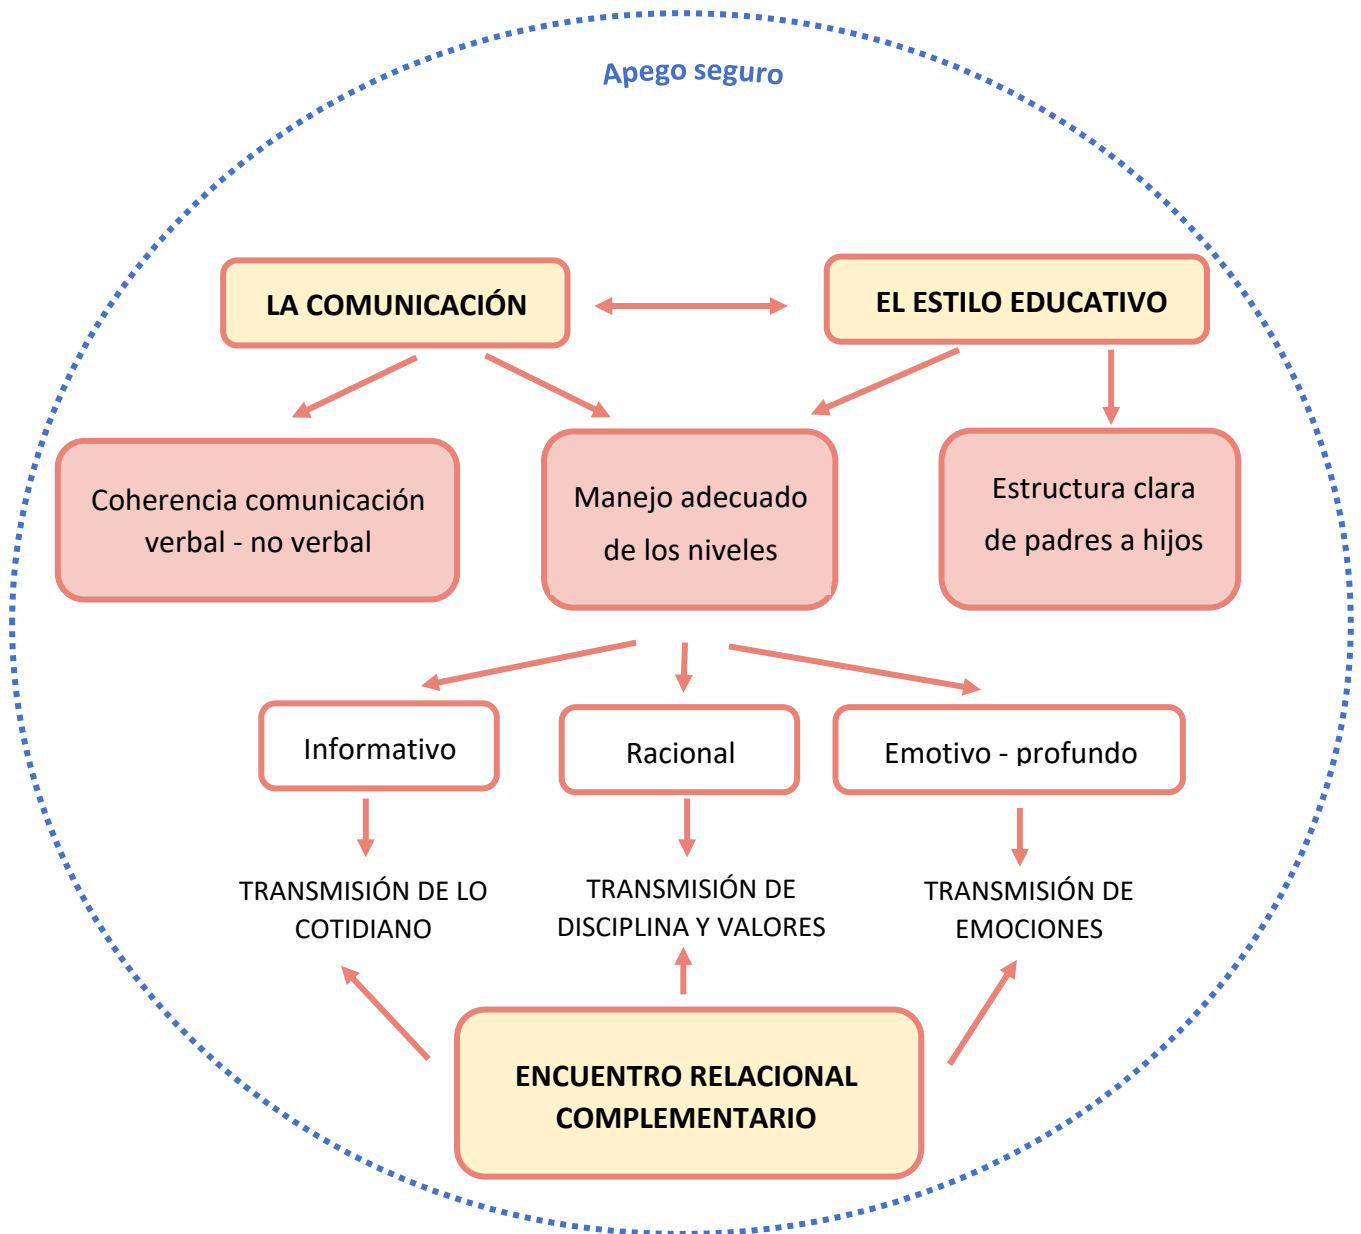 Apego seguro
LA COMUNICACIÓN
EL ESTILO EDUCATIVO
Coherencia comunicación
verbal - no verbal
Manejo adecuado
de los niveles
Estructura clara
de padres a hijos
Informativo
Racional
Emotivo - profundo
TRANSMISIÓN DE LO
COTIDIANO
TRANSMISIÓN DE
DISCIPLINA Y VALORES
TRANSMISIÓN DE
EMOCIONES
ENCUENTRO RELACIONAL
COMPLEMENTARIO